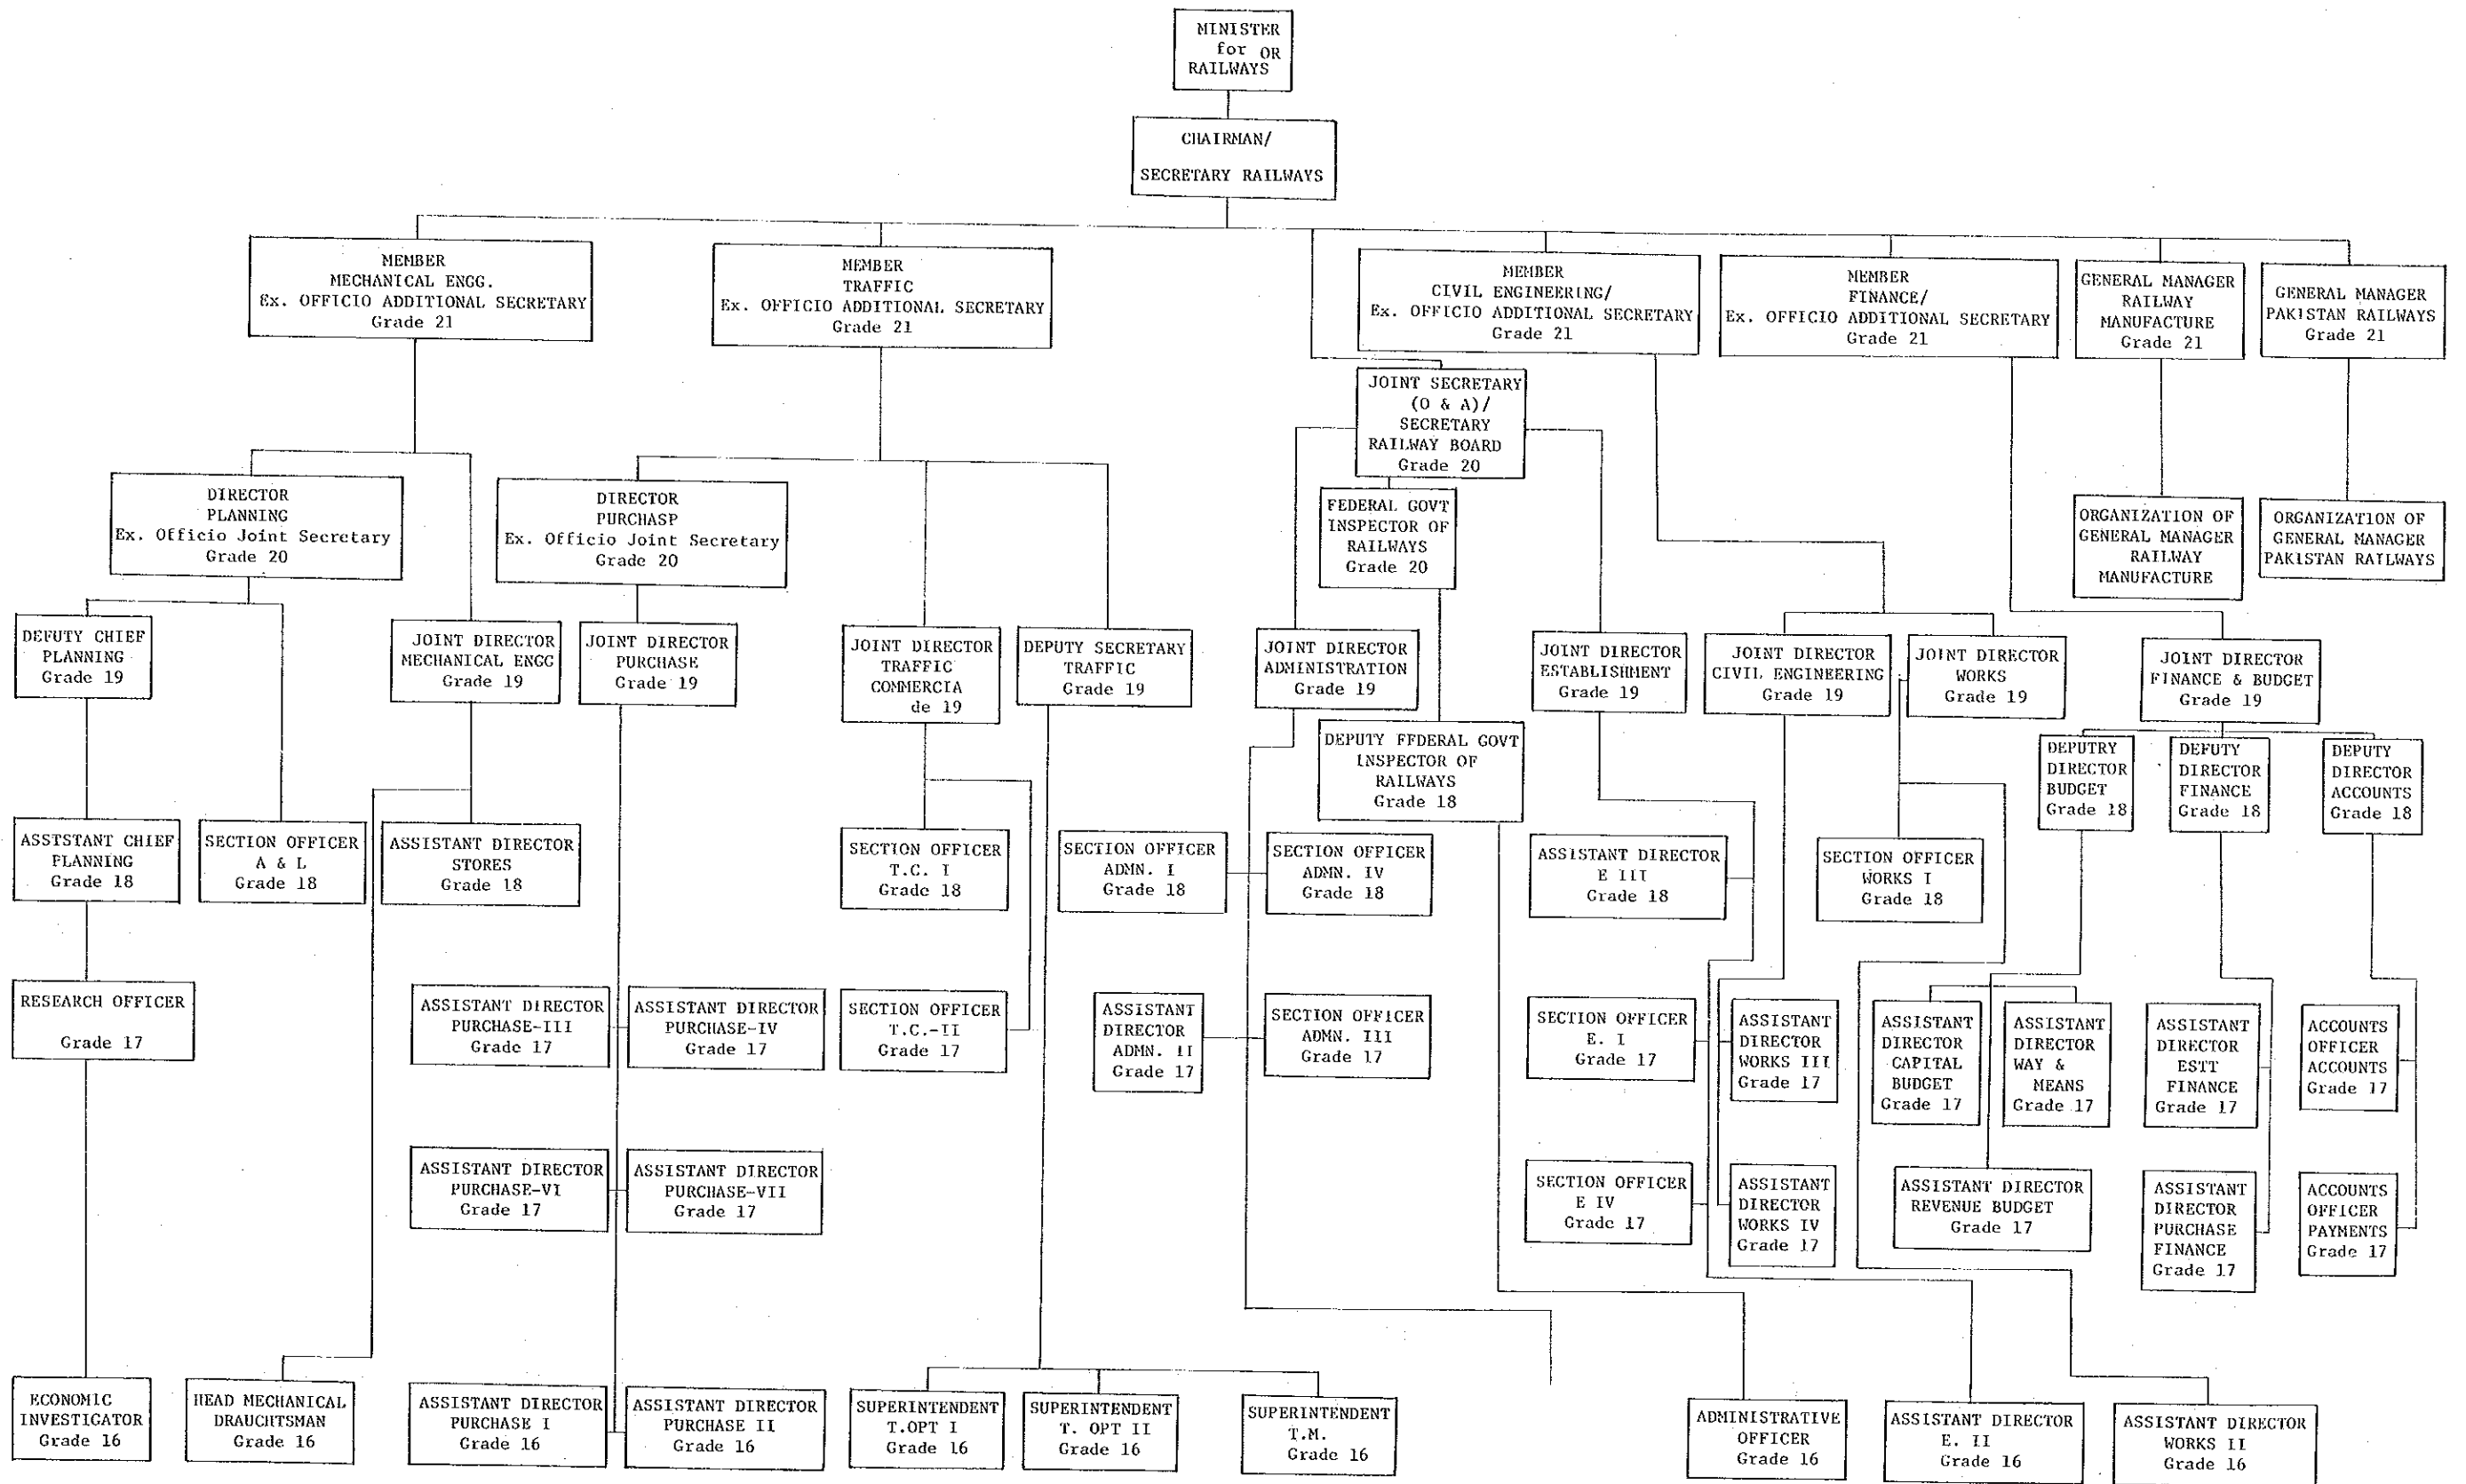 MINISTER
for OR
RAILWAYS
CHAIRMAN/
SECRETARY RAILWAYS
MEMBER
MECHANICAL ENGG.
Ex. OFFICIO ADDITIONAL SECRETARY
Grade 21
MEMBER
TRAFFIC
Ex. OFFICIO ADDITIONAL SECRETARY
Grade 21
MEMBER
CIVIL ENGINEERING/
Ex. OFFICIO ADDITIONAL SECRETARY
Grade 21
MEMBER
FINANCE/
Ex. OFFICIO ADDITIONAL SECRETARY
Grade 21
GENERAL MANAGER
RAILWAY
MANUFACTURE
Grade 21
GENERAL MANAGER
PAKISTAN RAILWAYS
Grade 21
JOINT SECRETARY
(O & A)/
SECRETARY
RAILWAY BOARD
Grade 20
DIRECTOR
PLANNING
Ex. Officio Joint Secretary
Grade 20
DIRECTOR
PURCHASP
Ex. Officio Joint Secretary
Grade 20
FEDERAL GOVT
INSPECTOR OF
RAILWAYS
Grade 20
ORGANIZATION OF
GENERAL MANAGER
RAILWAY
MANUFACTURE
ORGANIZATION OF
GENERAL MANAGER
PAKISTAN RAILWAYS
DEFUTY CHIEF
PLANNING
Grade 19
JOINT DIRECTOR
MECHANICAL ENGG
Grade 19
JOINT DIRECTOR
PURCHASE
Grade 19
JOINT DIRECTOR
TRAFFIC
COMMERCIA
de 19
DEPUTY SECRETARY
TRAFFIC
Grade 19
JOINT DIRECTOR
ADMINISTRATION
Grade 19
JOINT DIRECTOR
ESTABLISHMENT
Grade 19
JOINT DIRECTOR
CIVIL ENGINEERING
Grade 19
JOINT DIRECTOR
WORKS
Grade 19
JOINT DIRECTOR
FINANCE & BUDGET
Grade 19
DEPUTY FFDERAL GOVT
INSPECTOR OF
RAILWAYS
Grade 18
DEPUTRY
DIRECTOR
BUDGET
Grade 18
DEFUTY
DIRECTOR
FINANCE
Grade 18
DEPUTY
DIRECTOR
ACCOUNTS
Grade 18
ASSTSTANT CHIEF
PLANNING
Grade 18
SECTION OFFICER
A & L
Grade 18
ASSISTANT DIRECTOR
STORES
Grade 18
SECTION OFFICER
T.C. I
Grade 18
SECTION OFFICER
ADMN. I
Grade 18
SECTION OFFICER
ADMN. IV
Grade 18
ASSISTANT DIRECTOR
E III
Grade 18
SECTION OFFICER
WORKS I
Grade 18
RESEARCH OFFICER
Grade 17
ASSISTANT DIRECTOR
PURCHASE-III
Grade 17
ASSISTANT DIRECTOR
PURCHASE-IV
Grade 17
SECTION OFFICER
T.C.-II
Grade 17
ASSISTANT
DIRECTOR
ADMN. II
Grade 17
SECTION OFFICER
ADMN. III
Grade 17
SECTION OFFICER
E. I
Grade 17
ASSISTANT
DIRECTOR
WORKS III
Grade 17
ASSISTANT
DIRECTOR
CAPITAL
BUDGET
Grade 17
ASSISTANT
DIRECTOR
WAY &
MEANS
Grade 17
ASSISTANT
DIRECTOR
ESTT
FINANCE
Grade 17
ACCOUNTS
OFFICER
ACCOUNTS
Grade 17
ASSISTANT DIRECTOR
PURCHASE-VI
Grade 17
ASSISTANT DIRECTOR
PURCHASE-VII
Grade 17
SECTION OFFICER
E IV
Grade 17
ASSISTANT
DIRECTOR
WORKS IV
Grade 17
ASSISTANT DIRECTOR
REVENUE BUDGET
Grade 17
ASSISTANT
DIRECTOR
PURCHASE
FINANCE
Grade 17
ACCOUNTS
OFFICER
PAYMENTS
Grade 17
ECONOMIC
INVESTIGATOR
Grade 16
HEAD MECHANICAL
DRAUCHTSMAN
Grade 16
ASSISTANT DIRECTOR
PURCHASE I
Grade 16
ASSISTANT DIRECTOR
PURCHASE II
Grade 16
SUPERINTENDENT
T.OPT I
Grade 16
SUPERINTENDENT
T. OPT II
Grade 16
SUPERINTENDENT
T.M.
Grade 16
ADMINISTRATIVE
OFFICER
Grade 16
ASSISTANT DIRECTOR
E. II
Grade 16
ASSISTANT DIRECTOR
WORKS II
Grade 16